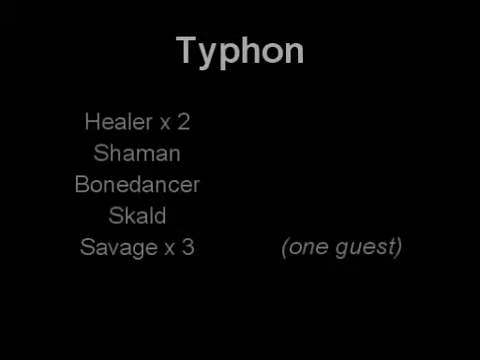 Typhon
Healer x 2
Shaman
Bonedancer
Skald
Savage x 3 (one guest)